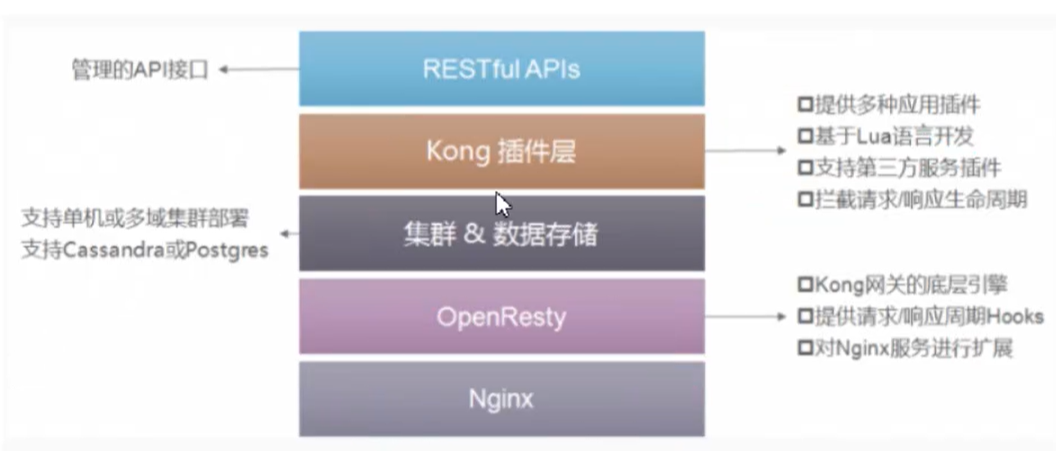 管理的API接口
RESTful APIs
Kong 插件层
提供多种应用插件
基于Lua语言开发
支持第三方服务插件
拦截请求/响应生命周期
支持单机或多域集群部署
支持Cassandra或Postgres
集群 & 数据存储
OpenResty
Kong网关的底层引擎
提供请求/响应周期Hooks
对Nginx服务进行扩展
Nginx